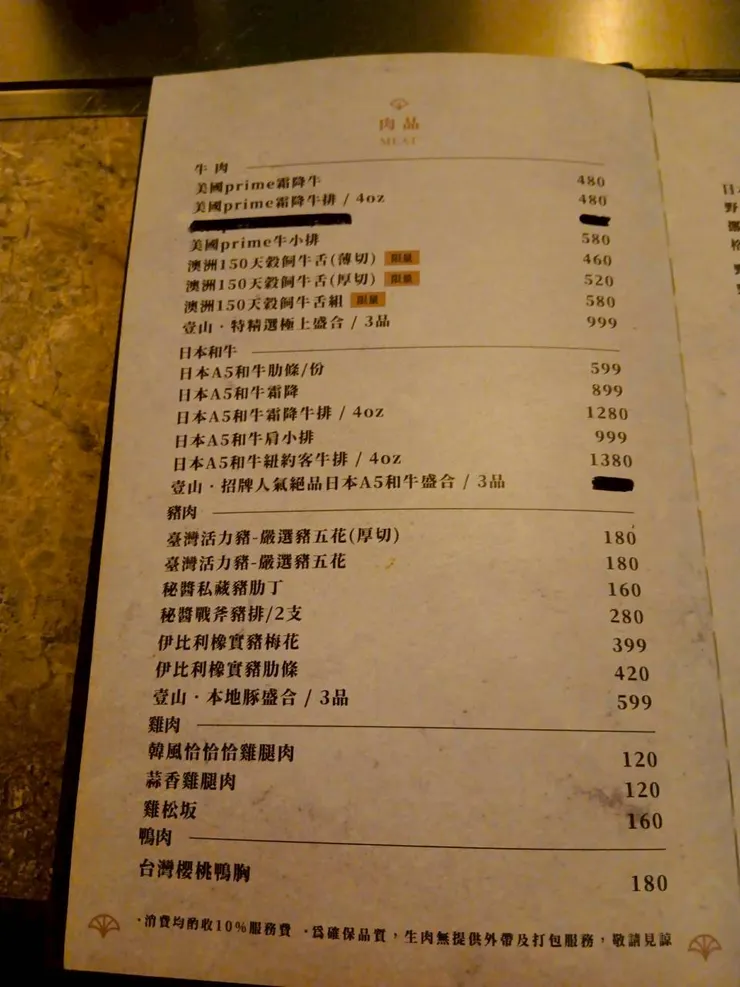 肉品
MEAT
牛肉
美國prime霜降牛 480
美國prime霜降牛排 / 4oz 480
美國prime牛小排 580
澳洲150天穀飼牛舌(薄切) 限量 460
澳洲150天穀飼牛舌(厚切) 限量 520
澳洲150天穀飼牛舌組 限量 580
壹山·特精選極上盛合 / 3品 999
日本和牛
日本A5和牛肋條/份 599
日本A5和牛霜降 899
日本A5和牛霜降牛排 / 4oz 1280
日本A5和牛肩小排 999
日本A5和牛紐約客牛排 / 4oz 1380
壹山·招牌人氣絕品日本A5和牛盛合 / 3品
豬肉
臺灣活力豬-嚴選豬五花(厚切) 180
臺灣活力豬-嚴選豬五花 180
秘醬私藏豬肋丁 160
秘醬戰斧豬排/2支 280
伊比利橡實豬梅花 399
伊比利橡實豬肋條 420
壹山·本地豚盛合 / 3品 599
雞肉
韓風恰恰恰雞腿肉 120
蒜香雞腿肉 120
雞松坂 160
鴨肉
台灣櫻桃鴨胸 180
·消費均酌收10%服務費 ·為確保品質，生肉無提供外帶及打包服務，敬請見諒
日
野